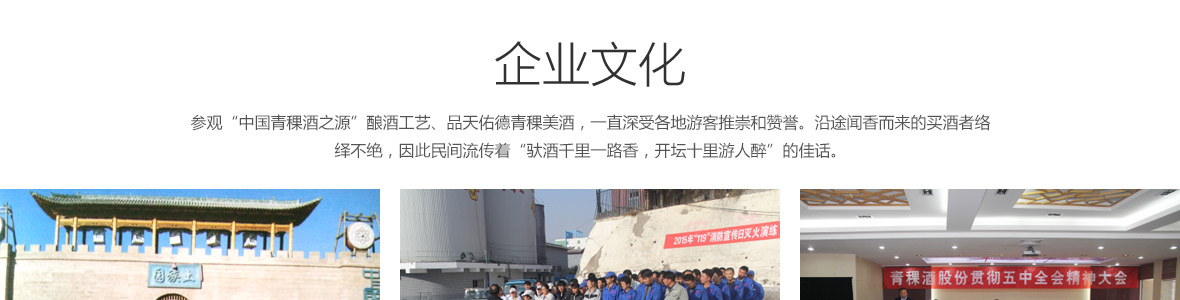 企业文化
参观“中国青稞酒之源”酿酒工艺、品天佑德青稞美酒，一直深受各地游客推崇和赞誉。沿途闻香而来的买酒者络
绎不绝，因此民间流传着“驮酒千里一路香，开坛十里游人醉”的佳话。
园族土
2015年“119”消防宣传日灭火演练
青稞酒股份贯彻五中全会精神大会